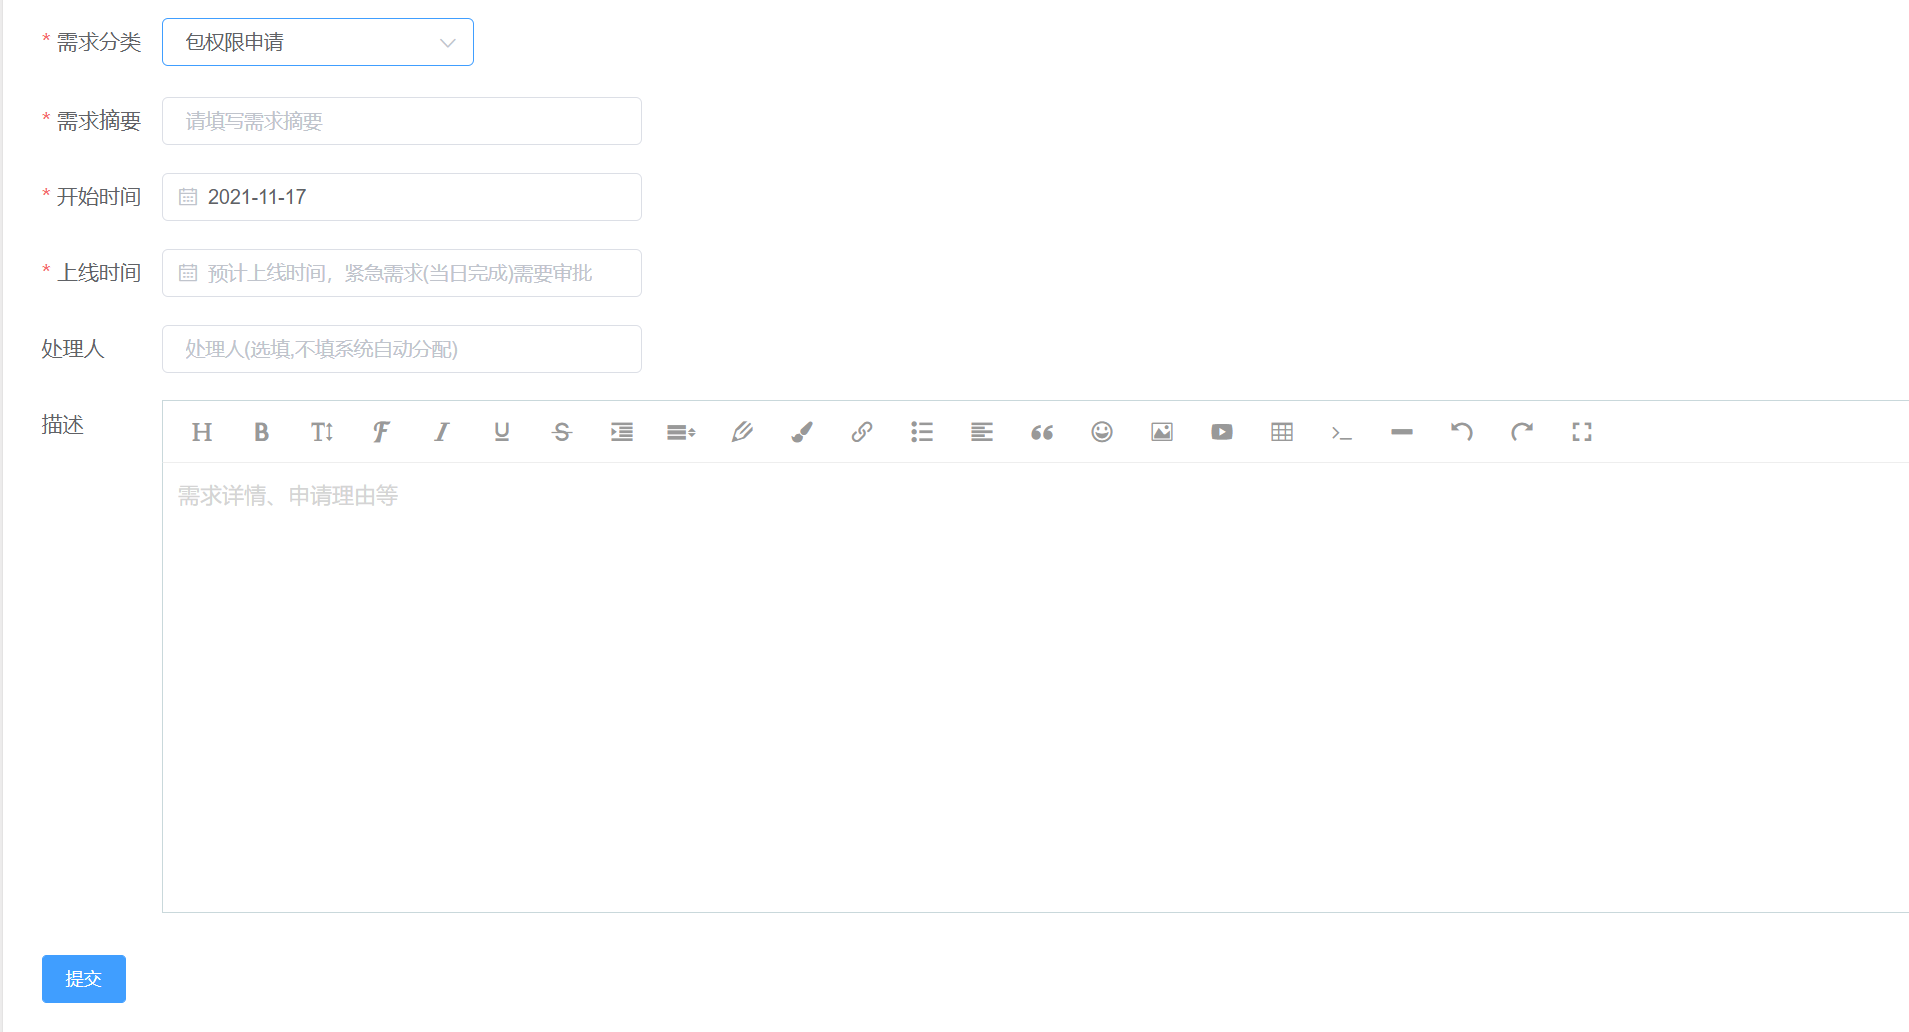 * 需求分类 包权限申请
* 需求摘要 请填写需求摘要
* 开始时间 2021-11-17
* 上线时间 预计上线时间，紧急需求(当日完成)需要审批
处理人 处理人(选填,不填系统自动分配)
描述
需求详情、申请理由等
提交